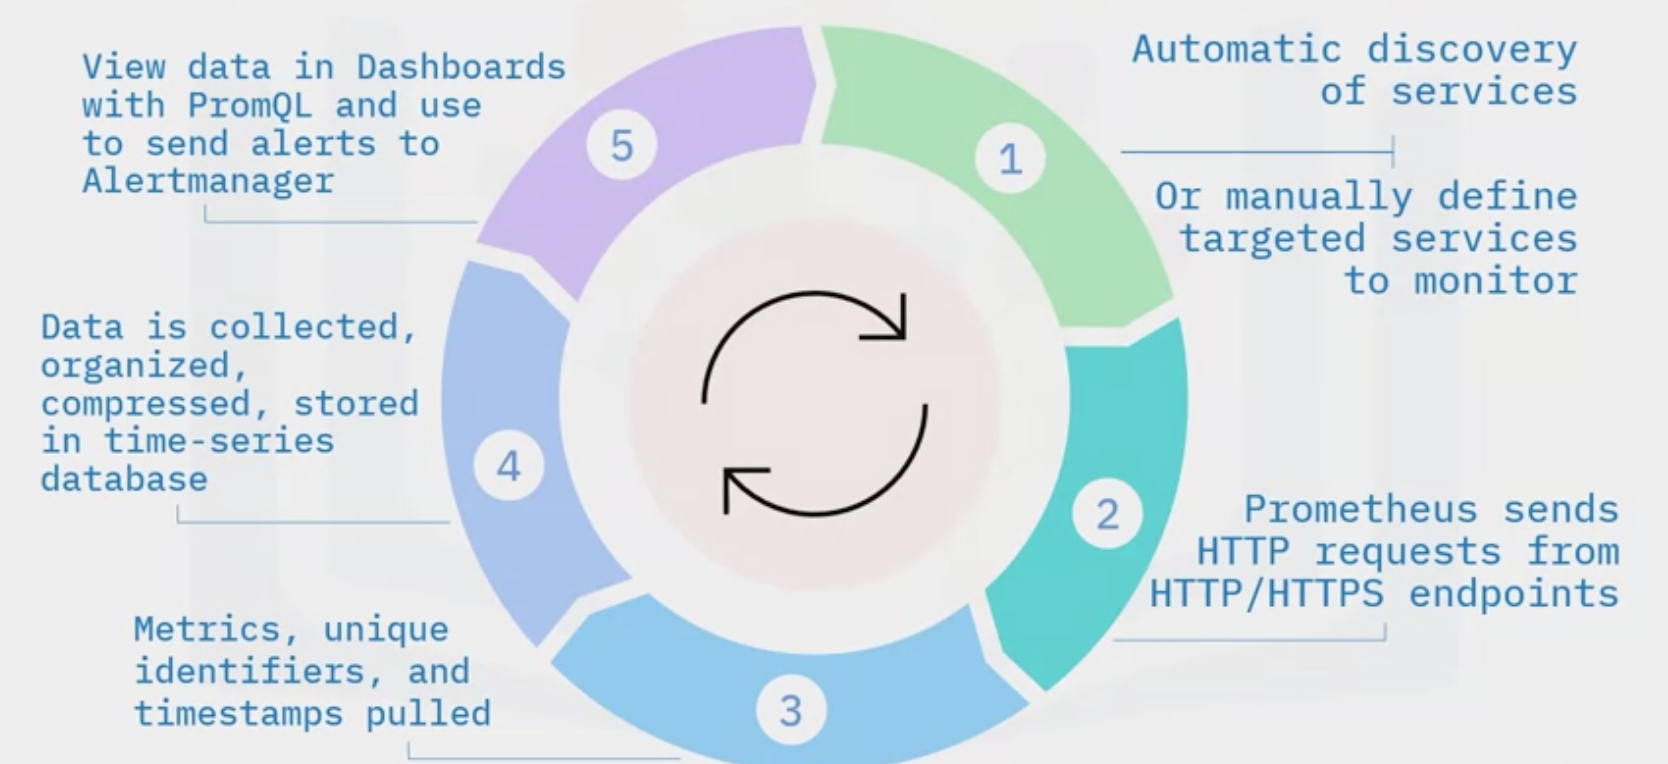 Automatic discovery
of services
Or manually define
targeted services
to monitor
1
Prometheus sends
HTTP requests from
HTTP/HTTPS endpoints
2
Metrics, unique
identifiers, and
timestamps pulled
3
Data is collected,
organized,
compressed, stored
in time-series
database
4
View data in Dashboards
with PromQL and use
to send alerts to
Alertmanager
5